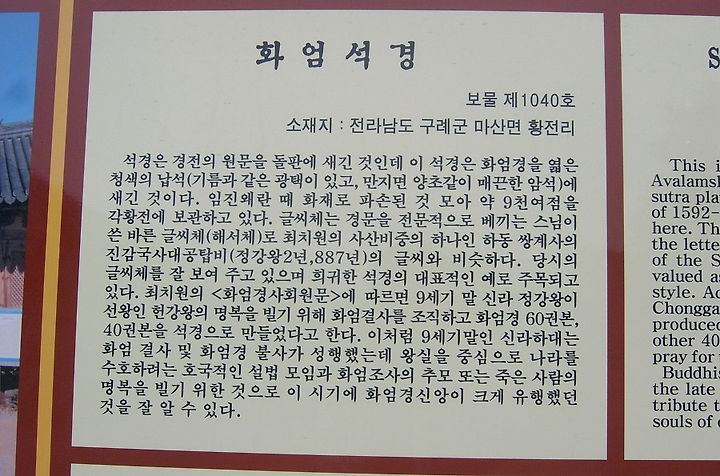 화엄석경
보물 제1040호
소재지 : 전라남도 구례군 마산면 황전리
석경은 경전의 원문을 돌판에 새긴 것인데 이 석경은 화엄경을 엷은
청색의 납석(기름과 같은 광택이 있고, 만지면 양초같이 매끈한 암석)에
새긴 것이다. 임진왜란 때 화재로 파손된 것 모아 약 9천여점을
각황전에 보관하고 있다. 글씨체는 경문을 전문적으로 베끼는 스님이
쓴 바른 글씨체(해서체)로 최치원의 사산비중의 하나인 하동 쌍계사의
진감국사대공탑비(정강왕2년,887년)의 글씨와 비슷하다. 당시의
글씨체를 잘 보여 주고 있으며 희귀한 석경의 대표적인 예로 주목되고
있다. 최치원의 <화엄경사회원문>에 따르면 9세기 말 신라 정강왕이
선왕인 헌강왕의 명복을 빌기 위해 화엄결사를 조직하고 화엄경 60권본,
40권본을 석경으로 만들었다고 한다. 이처럼 9세기말인 신라하대는
화엄 결사 및 화엄경 불사가 성행했는데 왕실을 중심으로 나라를
수호하려는 호국적인 설법 모임과 화엄조사의 추모 또는 죽은 사람의
명복을 빌기 위한 것으로 이 시기에 화엄경신앙이 크게 유행했던
것을 잘 알 수 있다.
S
This i
Avalamsl
sutra pla
of 1592-
here. Th
the lette
of the S
valued as
style. Ac
Chongga
produced
other 40
pray for
Buddhis
the late
tribute t
souls of